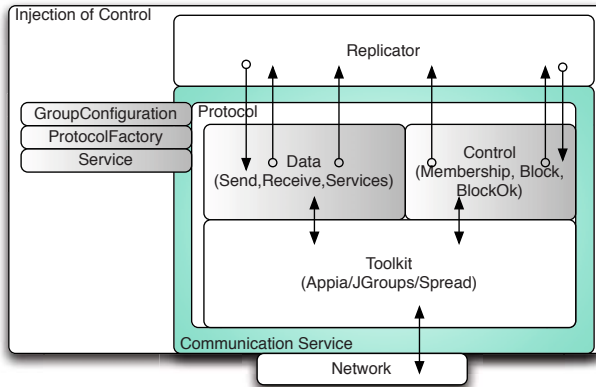 Injection of Control
Replicator
GroupConfiguration
ProtocolFactory
Service
Protocol
Data
(Send,Receive,Services)
Control
(Membership, Block,
BlockOk)
Toolkit
(Appia/JGroups/Spread)
Communication Service
Network